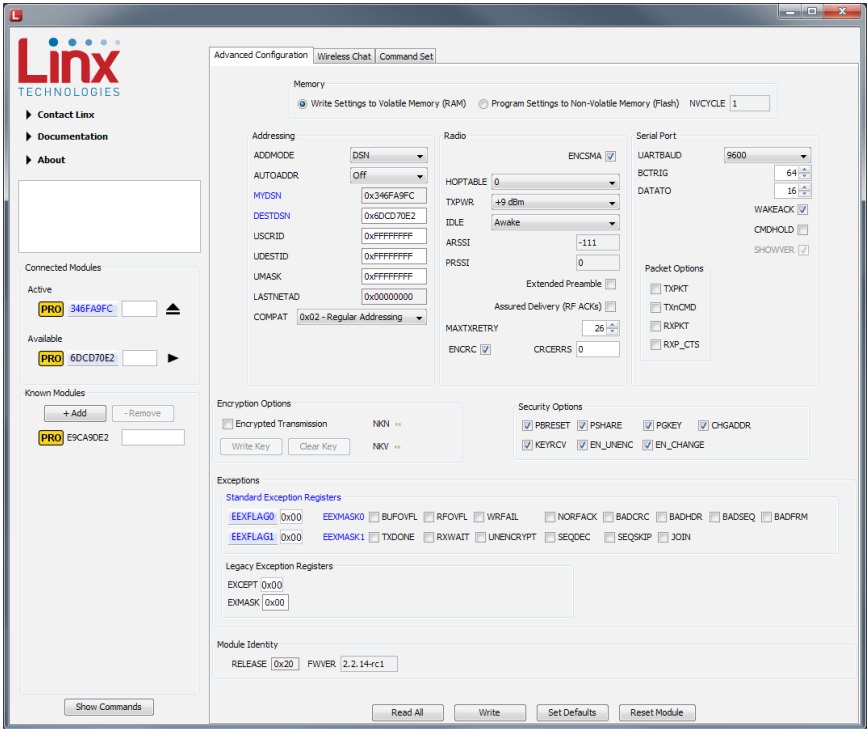 L
Linx
TECHNOLOGIES
Contact Linx
Documentation
About
Connected Modules
Active
PRO 346FA9FC
Available
PRO 6DCD70E2
Known Modules
+ Add - Remove
PRO E9CA9DE2
Show Commands
Advanced Configuration Wireless Chat Command Set
Memory
Write Settings to Volatile Memory (RAM) Program Settings to Non-Volatile Memory (Flash) NVCYCLE 1
Addressing
ADDMODE DSN
AUTOADDR Off
MYDSN 0x346FA9FC
DESTDSN 0x6DCD70E2
USCRID 0xFFFFFFFF
UDESTID 0xFFFFFFFF
UMASK 0xFFFFFFFF
LASTNETAD 0x00000000
COMPAT 0x02 - Regular Addressing
Radio
ENCSMA
HOPTABLE 0
TXPWR +9 dBm
IDLE Awake
ARSSI -111
PRSSI 0
Extended Preamble
Assured Delivery (RF ACKs)
MAXTXRETRY 26
ENCRC CRCERRS 0
Serial Port
UARTBAUD 9600
BCTRIG 64
DATATO 16
WAKEACK
CMDHOLD
SHOWVER
Packet Options
TXPKT
TXnCMD
RXPKT
RXP_CTS
Encryption Options
Encrypted Transmission NKN --
Write Key Clear Key NKV --
Security Options
PBRESET PSHARE PGKEY CHGADDR
KEYRCV EN_UNENC EN_CHANGE
Exceptions
Standard Exception Registers
EEXFLAG0 0x00 EEXMASK0 BUFOVFL RFOVFL WRFAIL NORFACK BADCRC BADHDR BADSEQ BADFRM
EEXFLAG1 0x00 EEXMASK1 TXDONE RXWAIT UNENCRYPT SEQDEC SEQSKIP JOIN
Legacy Exception Registers
EXCEPT 0x00
EXMASK 0x00
Module Identity
RELEASE 0x20 FWVER 2.2.14-rc1
Read All Write Set Defaults Reset Module